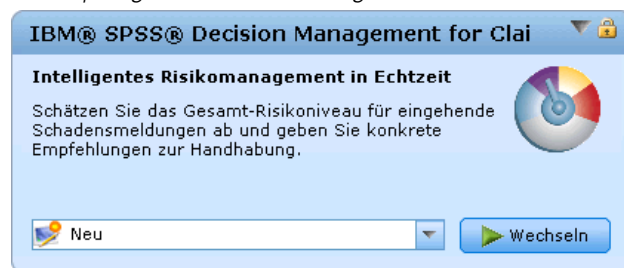 IBM® SPSS® Decision Management for Clai
Intelligentes Risikomanagement in Echtzeit
Schätzen Sie das Gesamt-Risikoniveau für eingehende
Schadensmeldungen ab und geben Sie konkrete
Empfehlungen zur Handhabung.
Neu
Wechseln